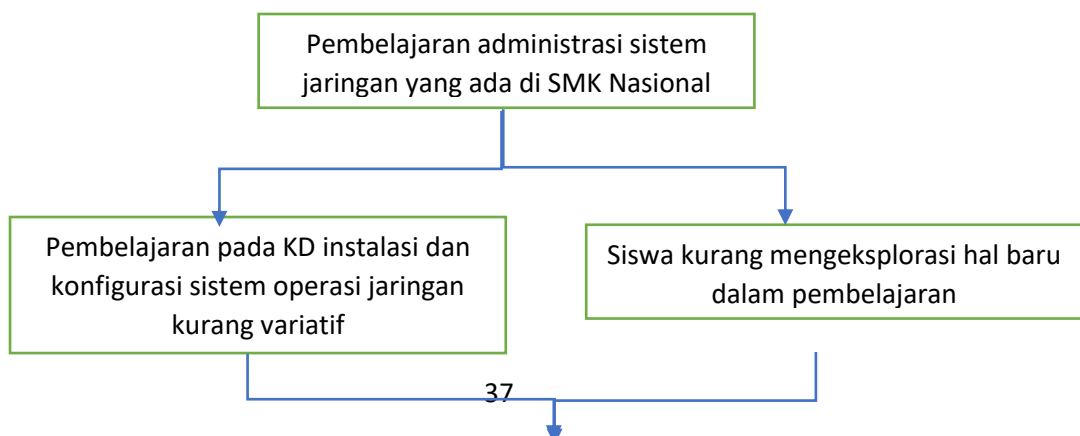 Pembelajaran administrasi sistem
jaringan yang ada di SMK Nasional
Pembelajaran pada KD instalasi dan
konfigurasi sistem operasi jaringan
kurang variatif
Siswa kurang mengeksplorasi hal baru
dalam pembelajaran
37